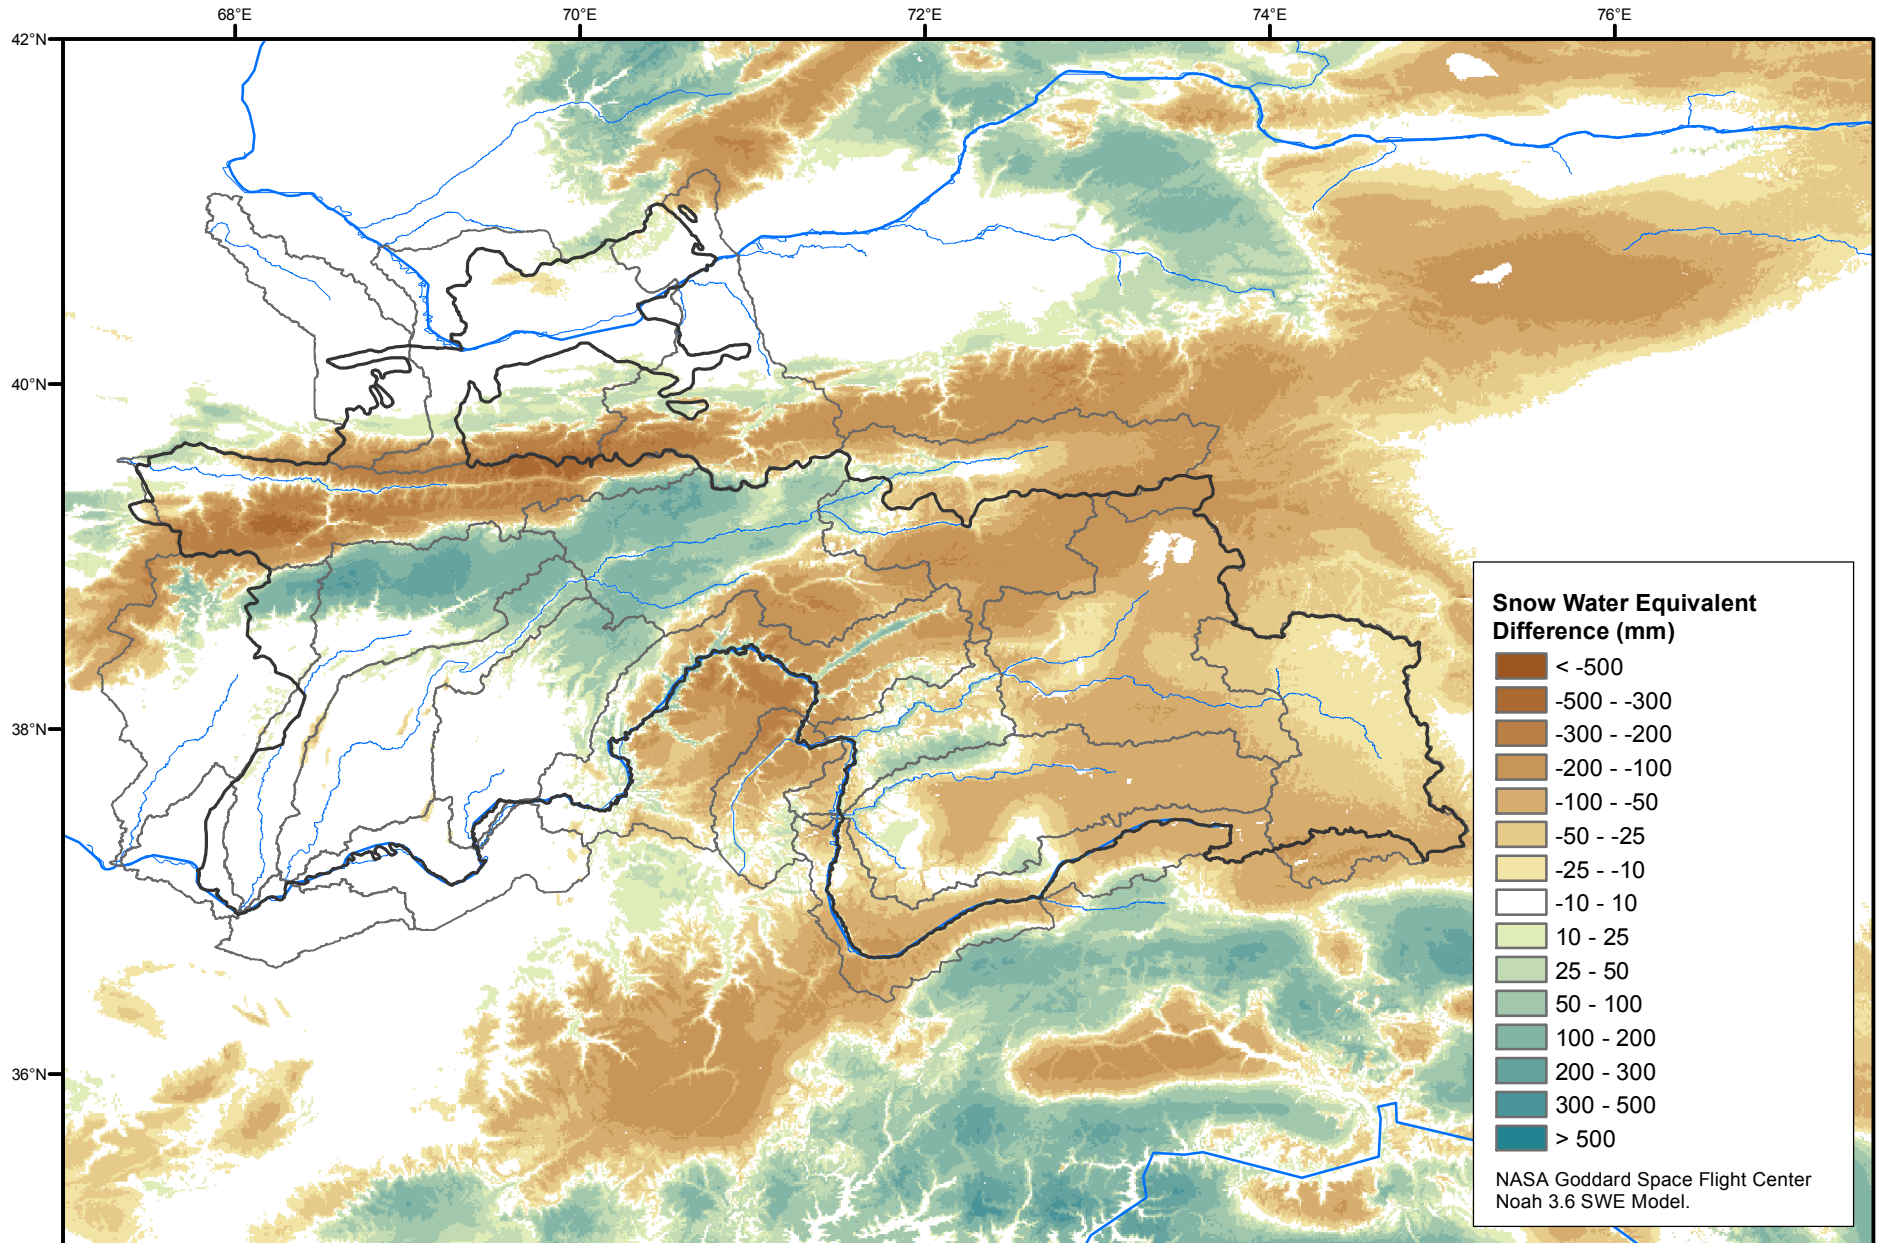 68°E
70°E
72°E
74°E
76°E
42°N
40°N
38°N
36°N
Snow Water Equivalent
Difference (mm)
< -500
-500 - -300
-300 - -200
-200 - -100
-100 - -50
-50 - -25
-25 - -10
-10 - 10
10 - 25
25 - 50
50 - 100
100 - 200
200 - 300
300 - 500
> 500
NASA Goddard Space Flight Center
Noah 3.6 SWE Model.